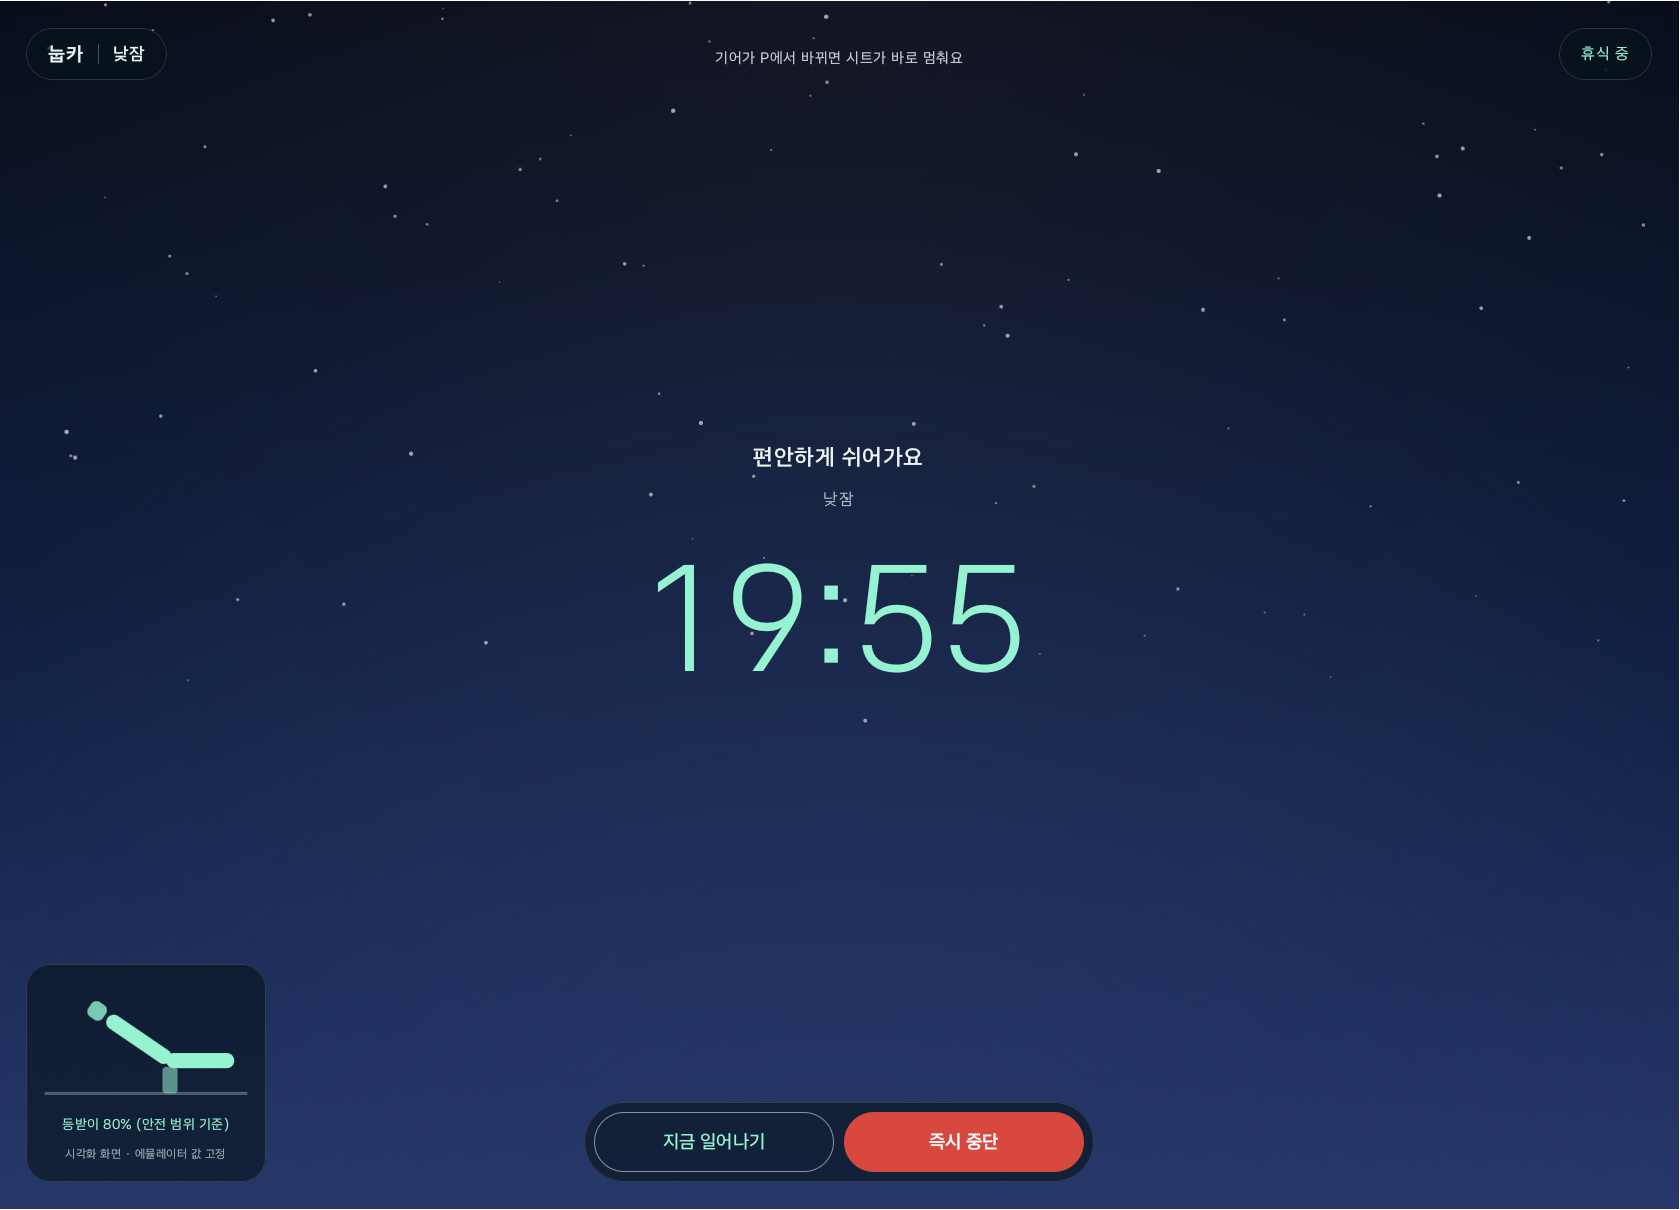 눕카 낮잠
기어가 P에서 바뀌면 시트가 바로 멈춰요
휴식 중
편안하게 쉬어가요
낮잠
19:55
등받이 80% (안전 범위 기준)
시각화 화면 · 에뮬레이터 값 고정
지금 일어나기
즉시 중단